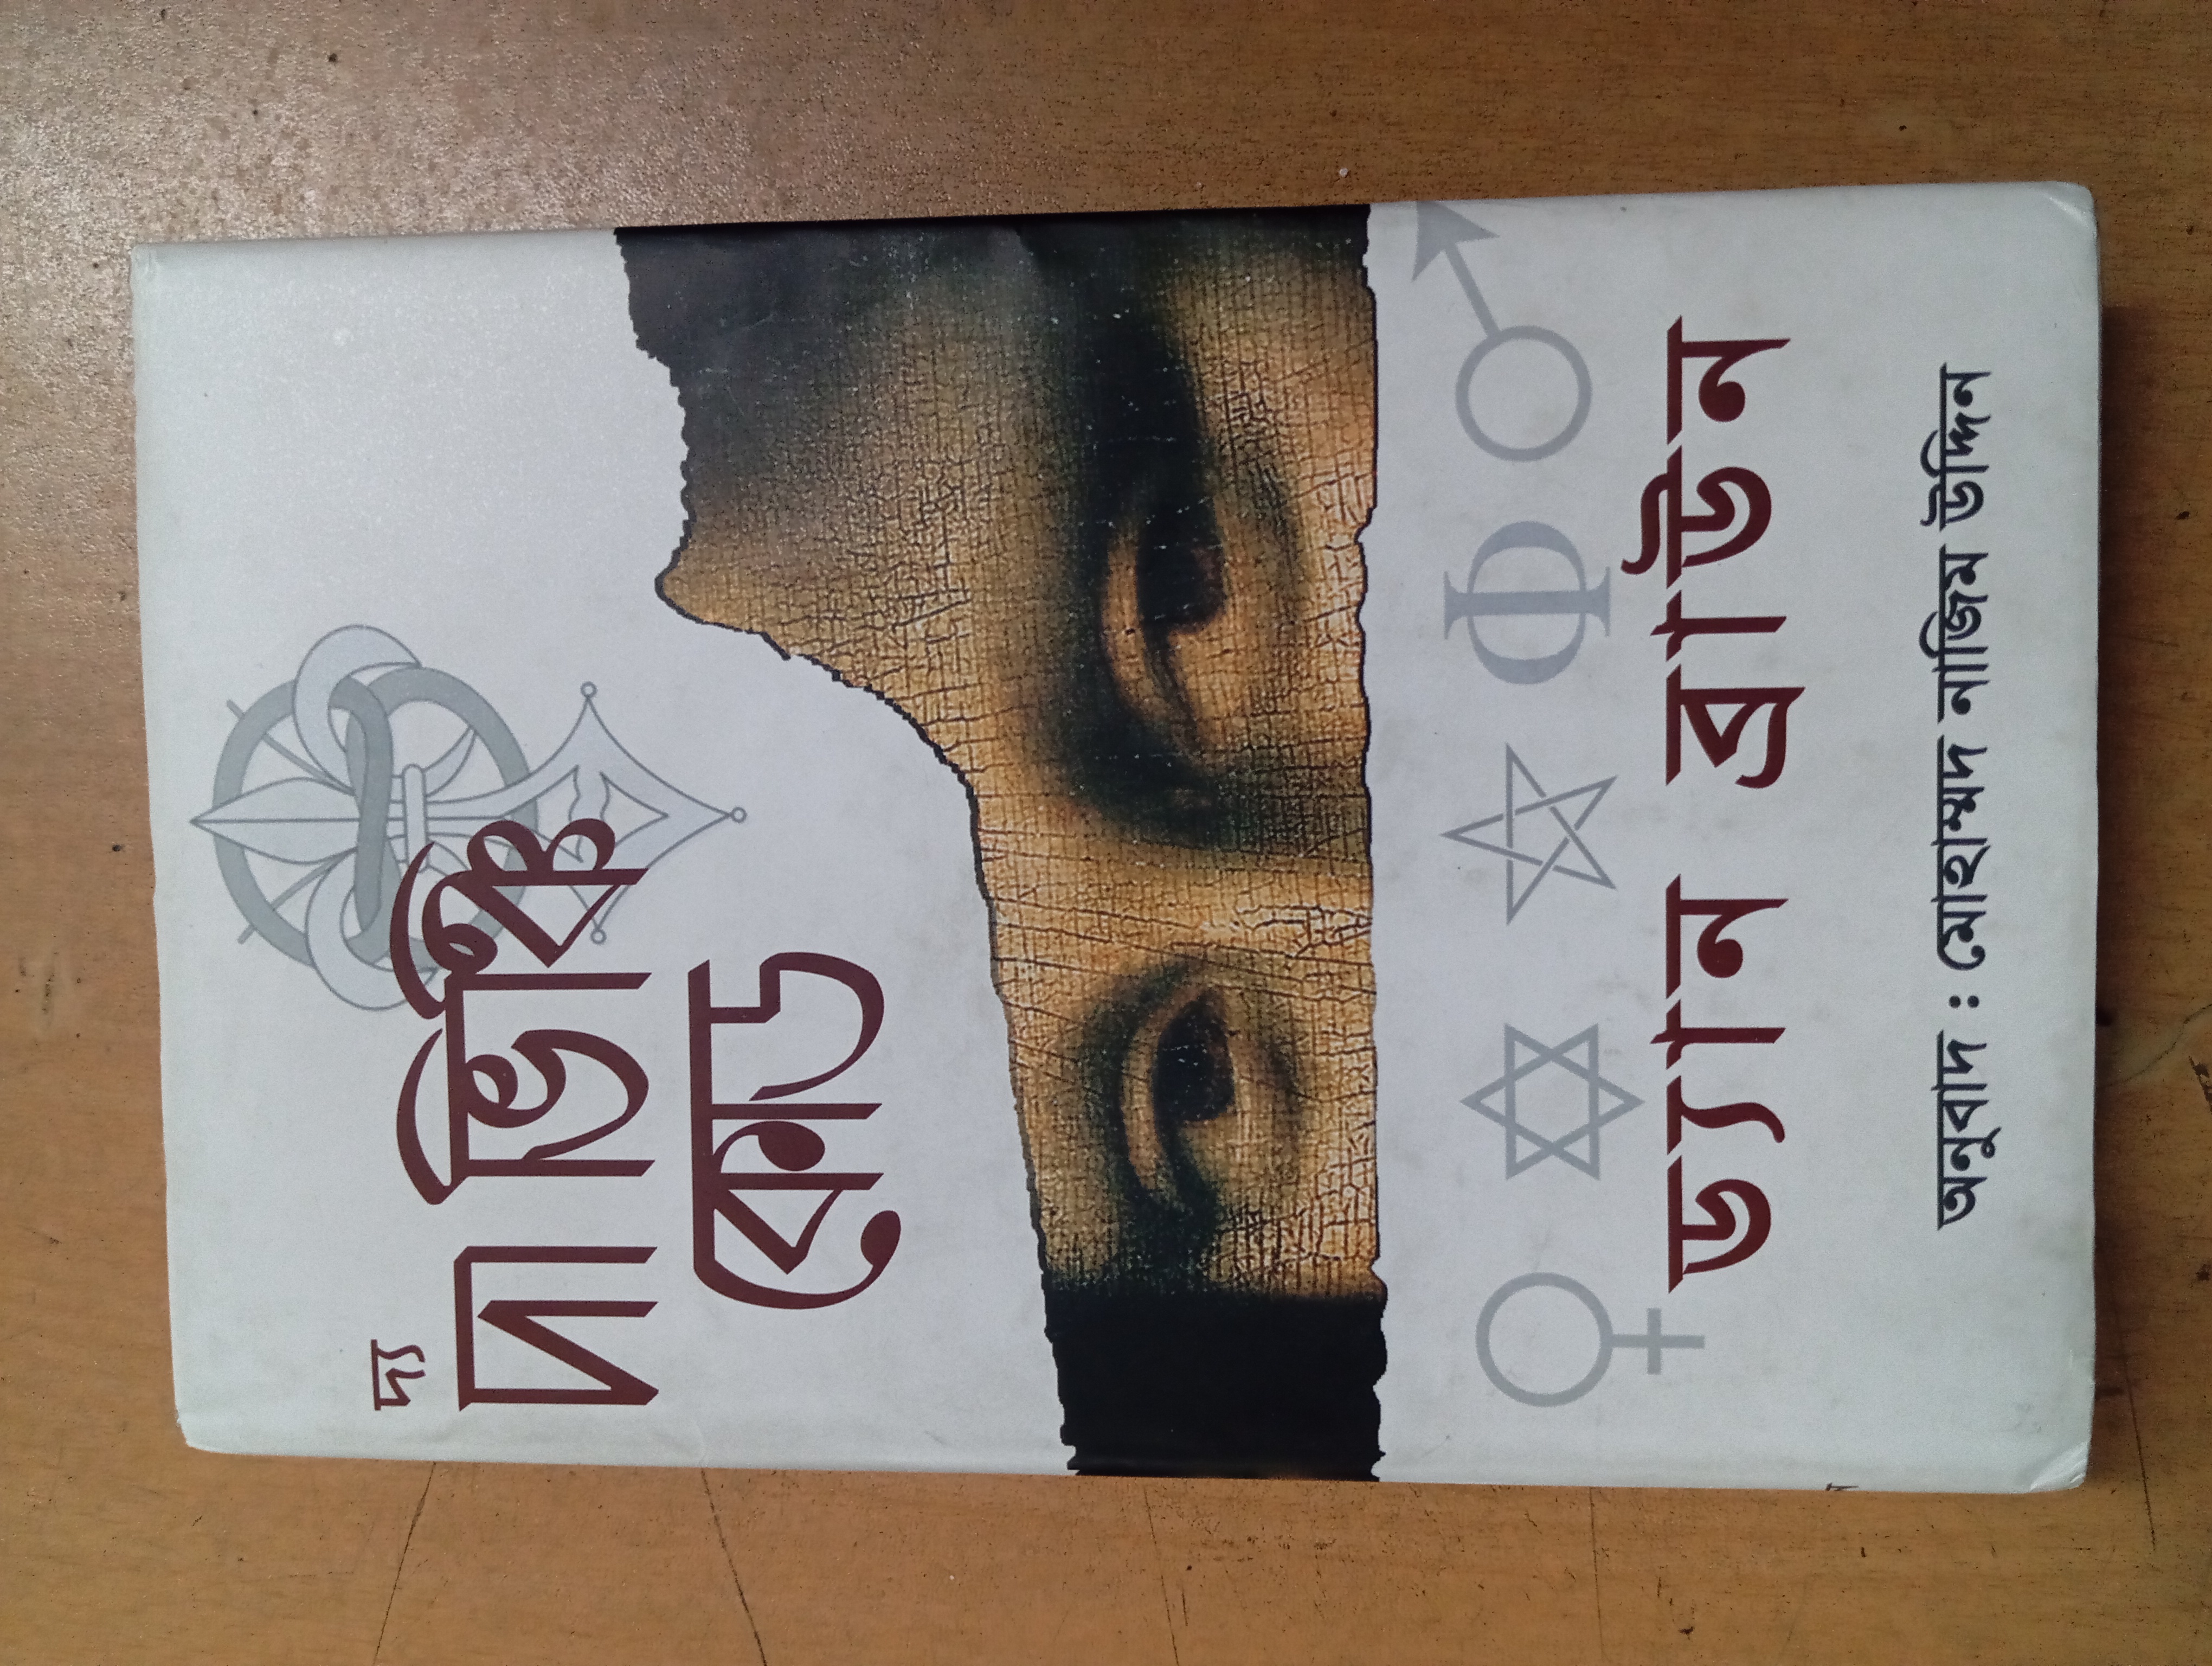 দ্য
দা ভিঞ্চি
কোড
Φ
ড্যান ব্রাউন
অনুবাদ : মোহাম্মদ নাজিম উদ্দিন